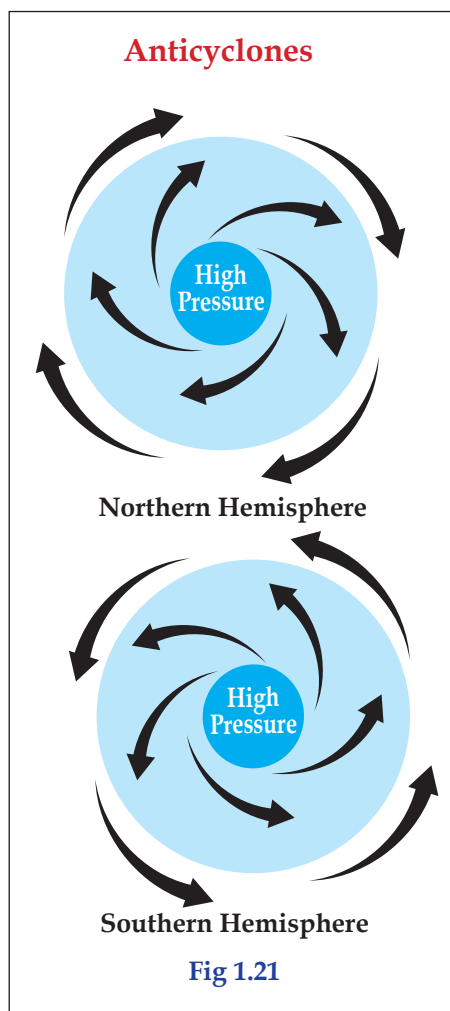 Anticyclones
High
Pressure
Northern Hemisphere
High
Pressure
Southern Hemisphere
Fig 1.21